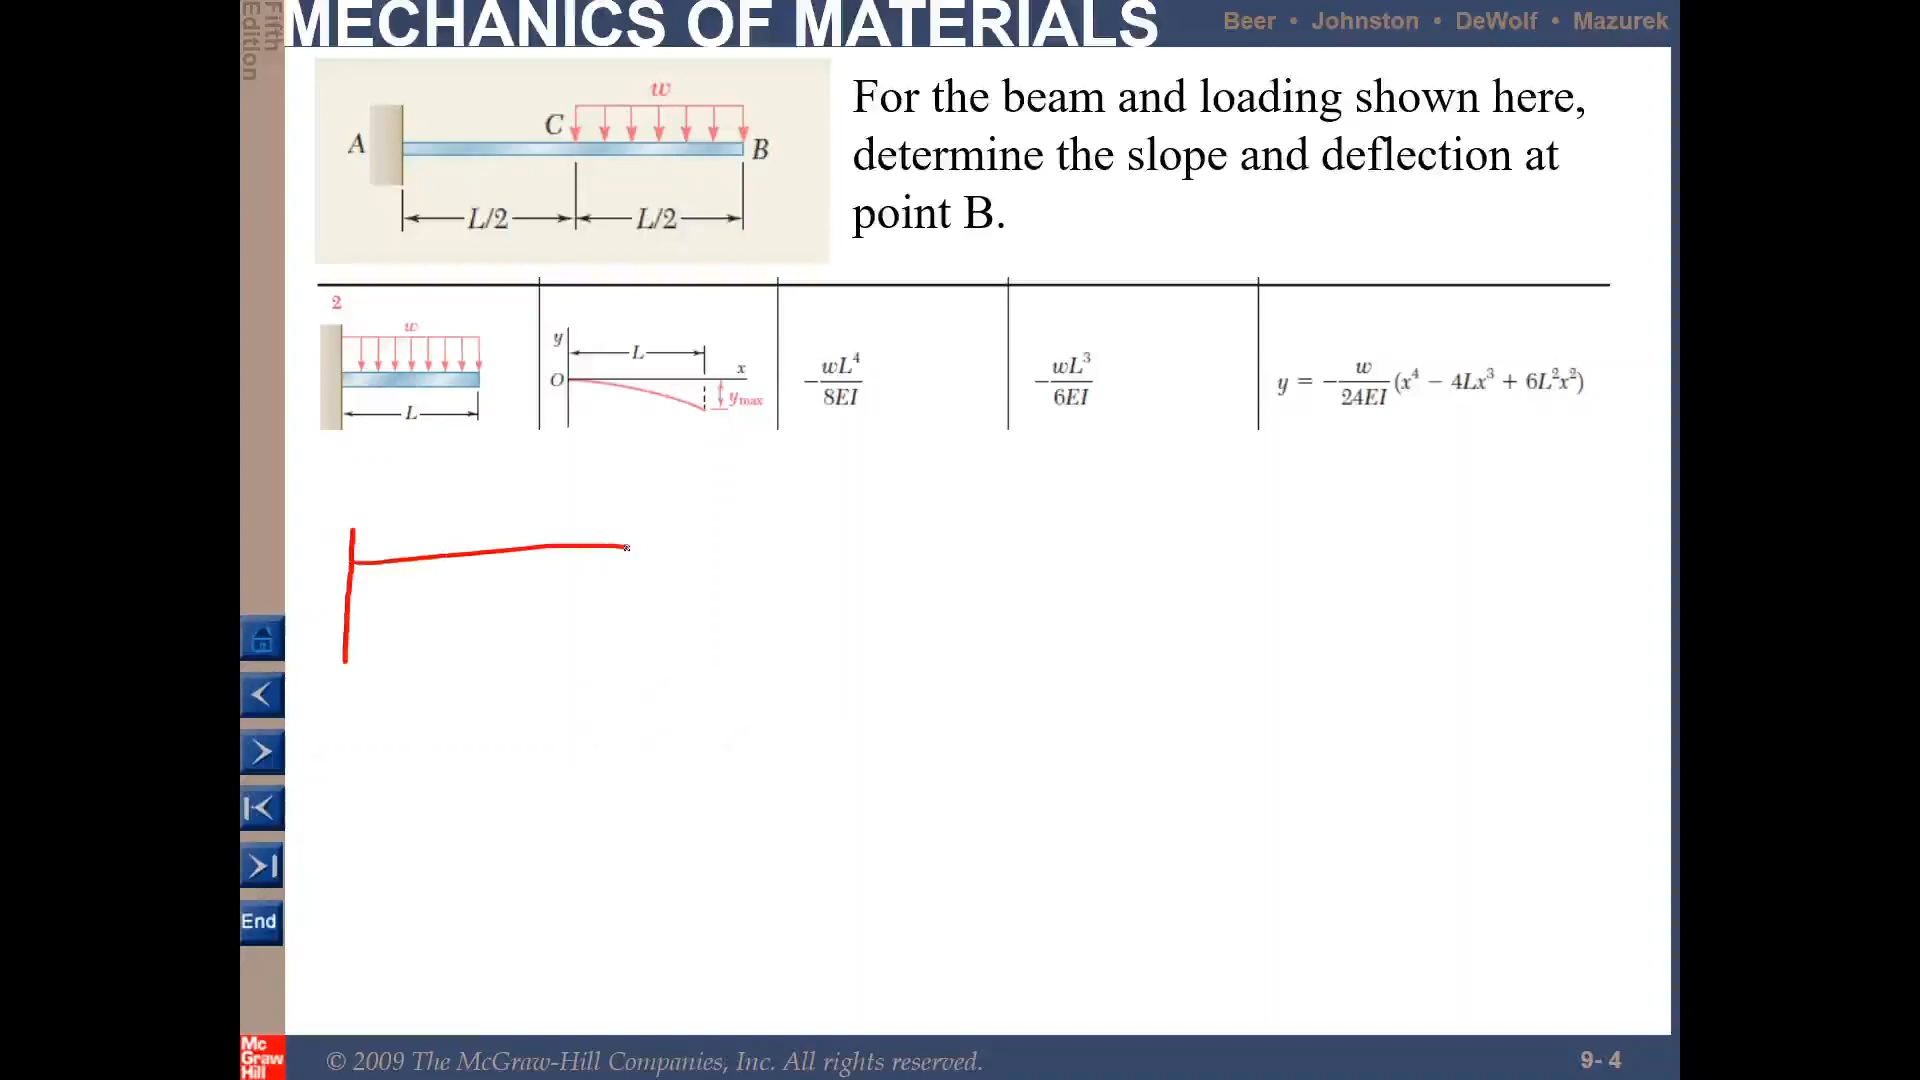 Fifth
Edition
MECHANICS OF MATERIALS
Beer • Johnston • DeWolf • Mazurek
w
C
A
B
L/2
L/2
For the beam and loading shown here,
determine the slope and deflection at
point B.
2
w
L
y
L
x
O
ymax
−wL⁴/8EI
−wL³/6EI
y = −w/24EI(x⁴ − 4Lx³ + 6L²x²)
End
Mc
Graw
Hill
© 2009 The McGraw-Hill Companies, Inc. All rights reserved.
9- 4